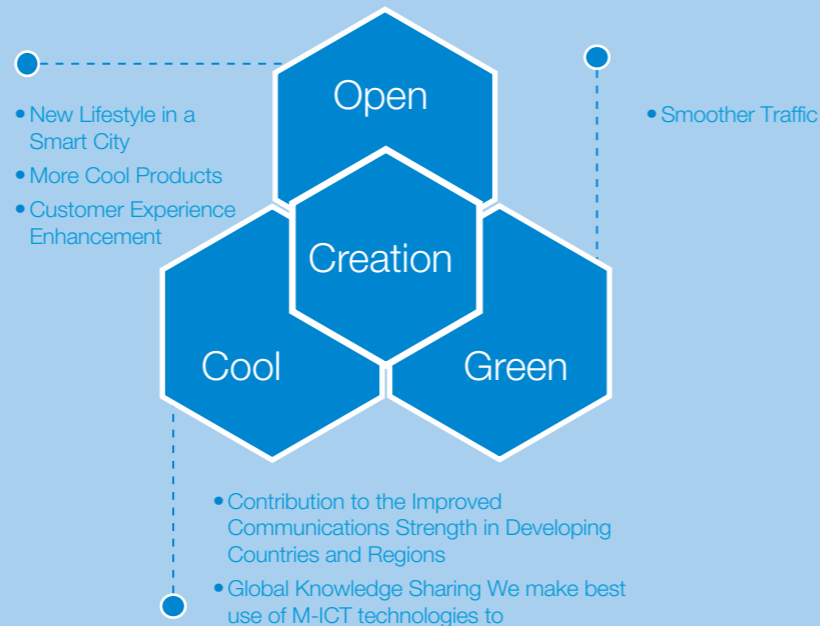 Open
Creation
Cool
Green
• New Lifestyle in a
Smart City
• More Cool Products
• Customer Experience
Enhancement
• Smoother Traffic
• Contribution to the Improved
Communications Strength in Developing
Countries and Regions
• Global Knowledge Sharing We make best
use of M-ICT technologies to